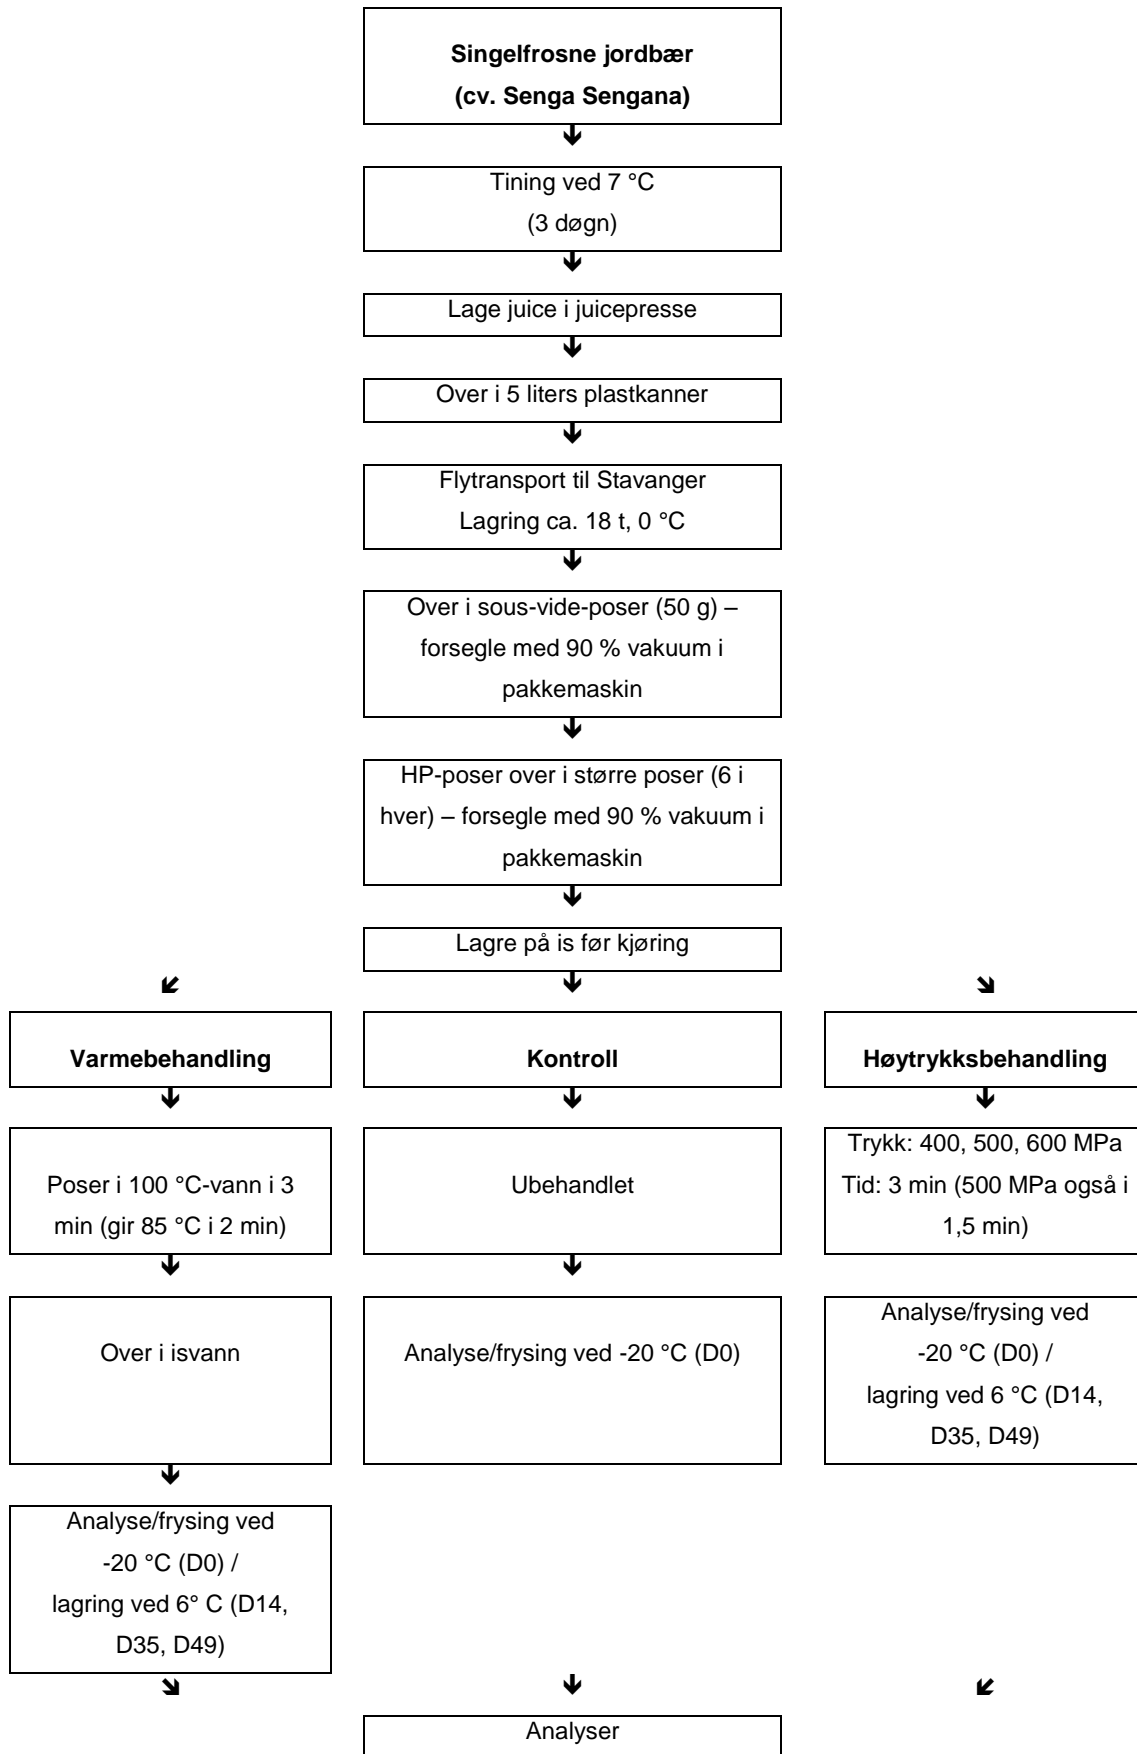 Singelfrosne jordbær
(cv. Senga Sengana)
Tining ved 7 °C
(3 døgn)
Lage juice i juicepresse
Over i 5 liters plastkanner
Flytransport til Stavanger
Lagring ca. 18 t, 0 °C
Over i sous-vide-poser (50 g) –
forsegle med 90 % vakuum i
pakkemaskin
HP-poser over i større poser (6 i
hver) – forsegle med 90 % vakuum i
pakkemaskin
Lagre på is før kjøring
Varmebehandling
Poser i 100 °C-vann i 3
min (gir 85 °C i 2 min)
Over i isvann
Analyse/frysing ved
-20 °C (D0) /
lagring ved 6° C (D14,
D35, D49)
Kontroll
Ubehandlet
Analyse/frysing ved -20 °C (D0)
Høytrykksbehandling
Trykk: 400, 500, 600 MPa
Tid: 3 min (500 MPa også i
1,5 min)
Analyse/frysing ved
-20 °C (D0) /
lagring ved 6 °C (D14,
D35, D49)
Analyser